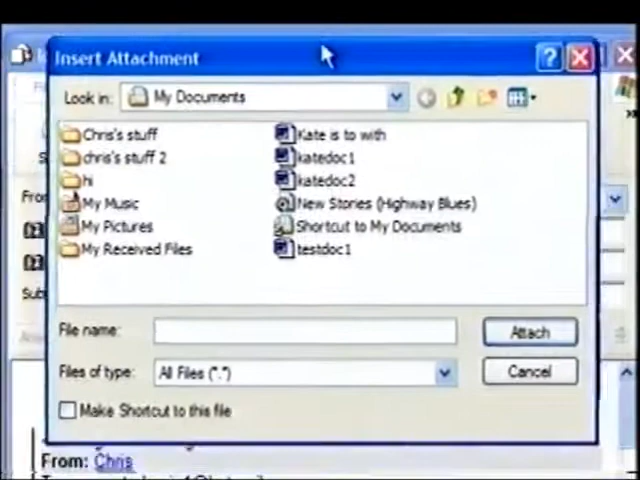 Insert Attachment
Look in: My Documents
Chris's stuff
chris's stuff 2
hi
My Music
My Pictures
My Received Files
Kate is to with
katedoc1
katedoc2
New Stories (Highway Blues)
Shortcut to My Documents
testdoc1
File name:
Attach
Files of type: All Files (*.*)
Cancel
Make Shortcut to this file
From: Chris